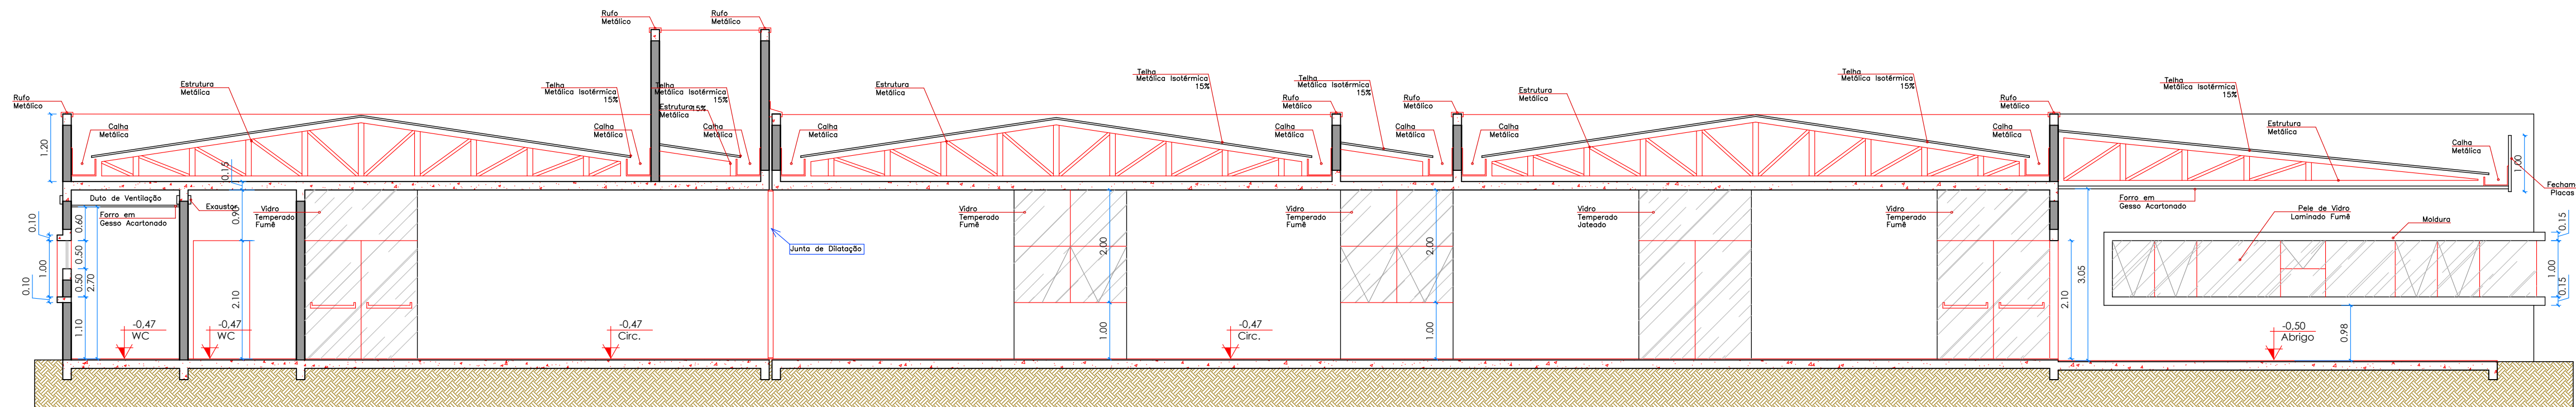 Rufo
Metálico
Rufo
Metálico
Rufo
Metálico
Estrutura
Metálica
Telha
Metálica Isotérmica
15%
Telha
Metálica Isotérmica
15%
Estrutura
Metálica
15%
Calha
Metálica
Calha
Metálica
Calha
Metálica
Estrutura
Metálica
Telha
Metálica Isotérmica
15%
Telha
Metálica Isotérmica
15%
Rufo
Metálico
Rufo
Metálico
Calha
Metálica
Calha
Metálica
Calha
Metálica
Estrutura
Metálica
Telha
Metálica Isotérmica
15%
Rufo
Metálico
Calha
Metálica
Calha
Metálica
Telha
Metálica Isotérmica
15%
Estrutura
Metálica
Calha
Metálica
1.00
Fecham
Placas
1.20
0.15
Duto de Ventilação
Forro em
Gesso Acartonado
Exaustor
0.90
Vidro
Temperado
Fumê
0.10
0.60
0.50
1.00
0.50
2.70
0.10
1.10
2.10
-0,47
WC
-0,47
WC
-0,47
Circ.
Junta de Dilatação
Vidro
Temperado
Fumê
2.00
1.00
-0,47
Circ.
Vidro
Temperado
Fumê
2.00
1.00
Vidro
Temperado
Jateado
Vidro
Temperado
Fumê
2.10
3.05
Forro em
Gesso Acartonado
Pele de Vidro
Laminado Fumê
Moldura
0.15
1.00
0.15
0.98
-0,50
Abrigo